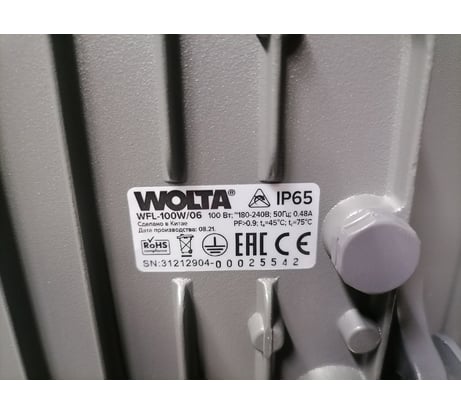 WOLTA® IP65
WFL-100W/06 100 Вт; ~180-240В; 50Гц; 0.48А
Сделано в Китае PF>0.9; tₐ=45°C; t꜀=75°C
Дата производства: 08.21.
RoHS EAC CE
SN:31212904-00025542